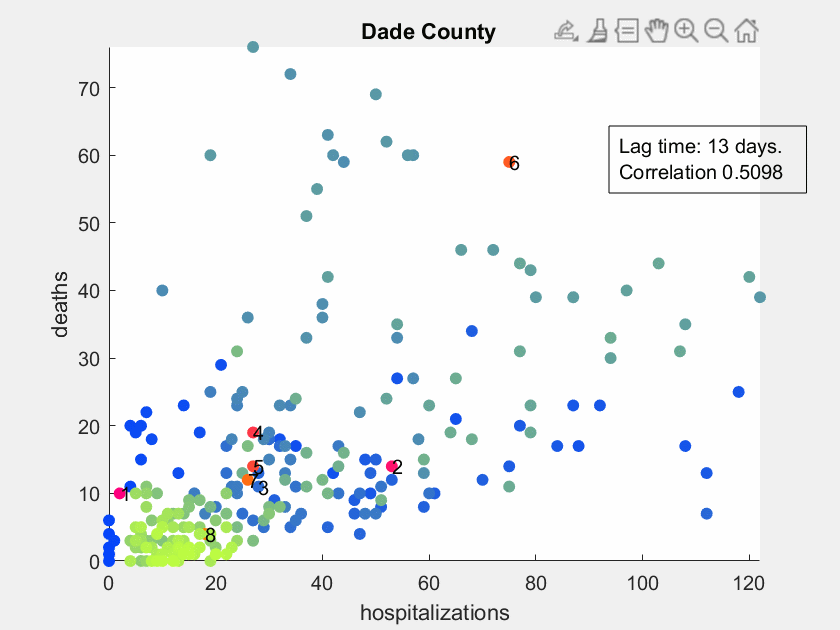 Dade County
Lag time: 13 days.
Correlation 0.5098
deaths
70
60
50
40
30
20
10
0
6
4
5
2
7
3
1
8
0 20 40 60 80 100 120
hospitalizations